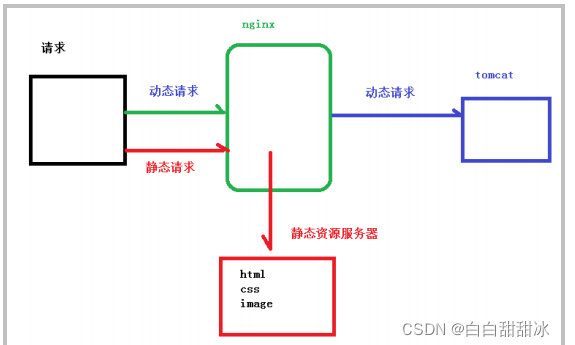 nginx
请求
动态请求
动态请求
tomcat
静态请求
静态资源服务器
html
css
image
CSDN @白白甜甜冰